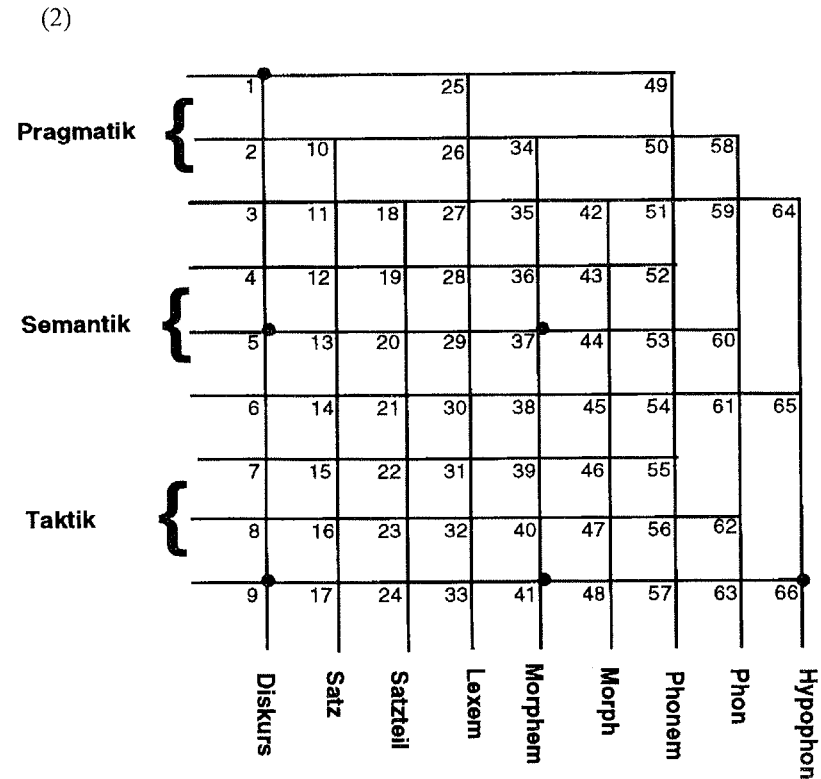 (2)
1 25 49
Pragmatik
2 10 26 34 50 58
3 11 18 27 35 42 51 59 64
4 12 19 28 36 43 52
Semantik
5 13 20 29 37 44 53 60
6 14 21 30 38 45 54 61 65
7 15 22 31 39 46 55
Taktik
8 16 23 32 40 47 56 62
9 17 24 33 41 48 57 63 66
Diskurs
Satz
Satzteil
Lexem
Morphem
Morph
Phonem
Phon
Hypophon